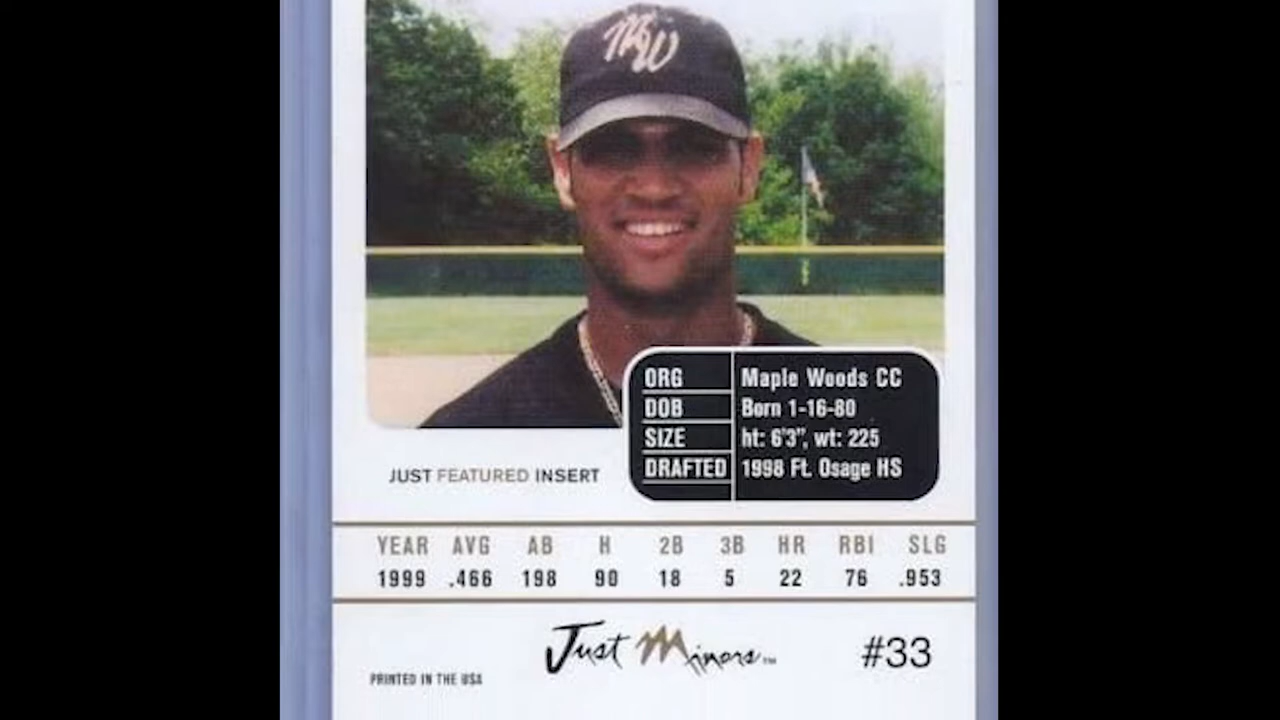 MW
ORG Maple Woods CC
DOB Born 1-16-80
SIZE ht: 6'3", wt: 225
DRAFTED 1998 Ft. Osage HS
JUST FEATURED INSERT
YEAR AVG AB H 2B 3B HR RBI SLG
1999 .466 198 90 18 5 22 76 .953
Just Minors™
#33
PRINTED IN THE USA